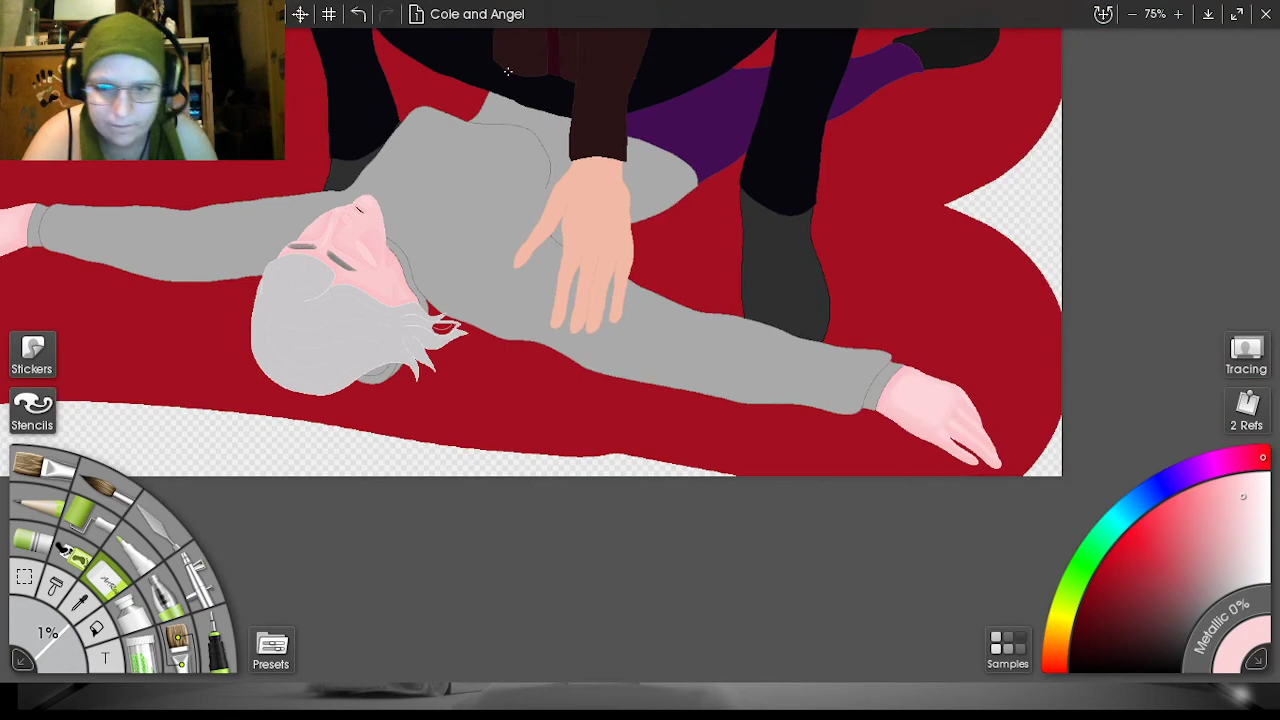 Cole and Angel
75%
Stickers
Stencils
Tracing
2 Refs
1%
T
Presets
Samples
Metallic 0%